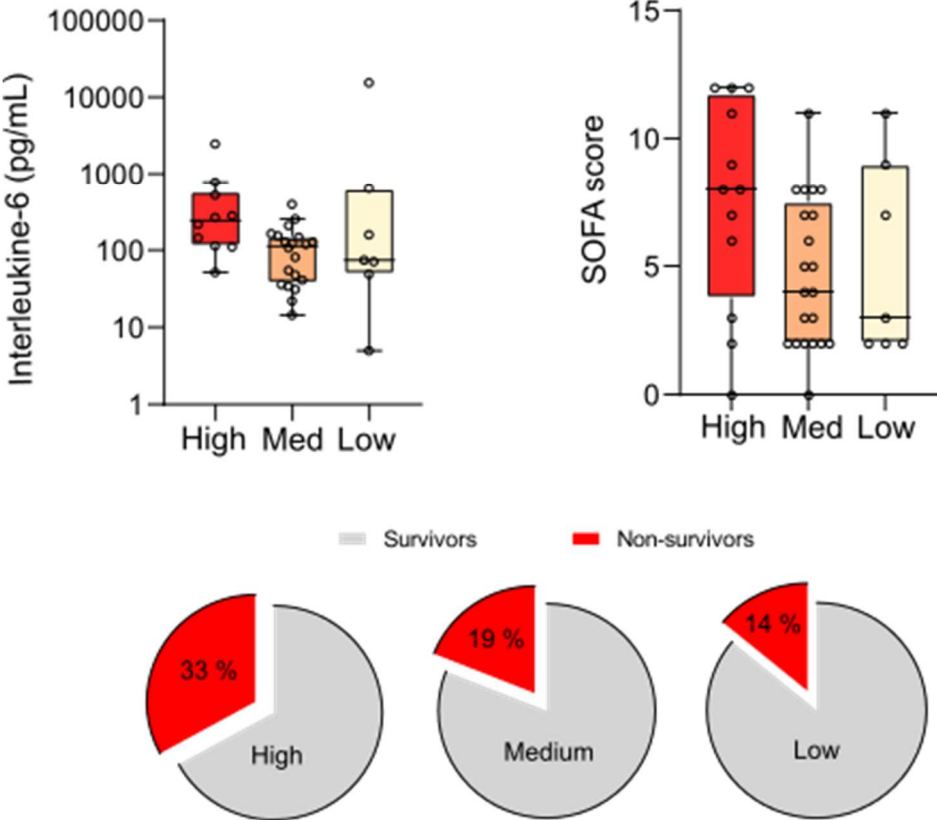 Interleukine-6 (pg/mL)
100000
10000
1000
100
10
1
High Med Low
SOFA score
15
10
5
0
High Med Low
Survivors Non-survivors
33 %
High
19 %
Medium
14 %
Low